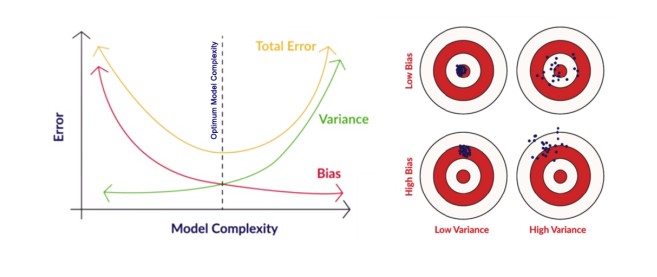 Error
Optimum Model Complexity
Total Error
Variance
Bias
Model Complexity
Low Bias
High Bias
Low Variance
High Variance